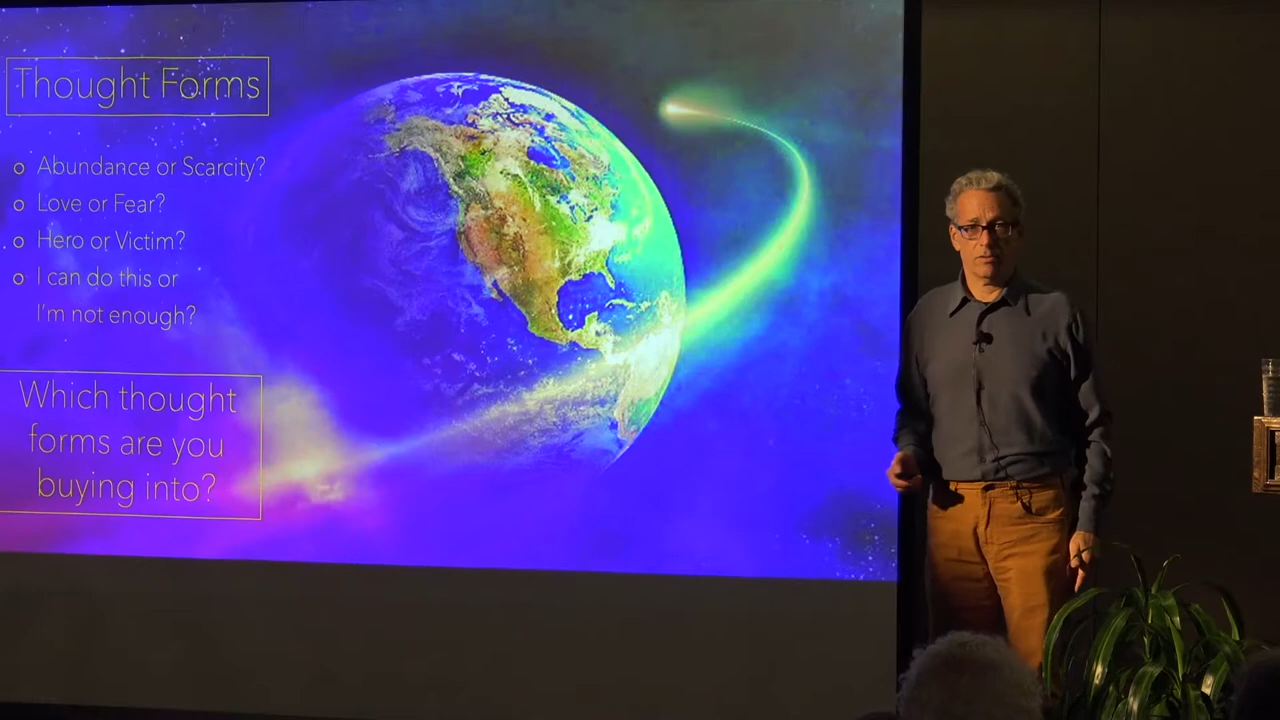 Thought Forms
o Abundance or Scarcity?
o Love or Fear?
o Hero or Victim?
o I can do this or
I'm not enough?
Which thought
forms are you
buying into?